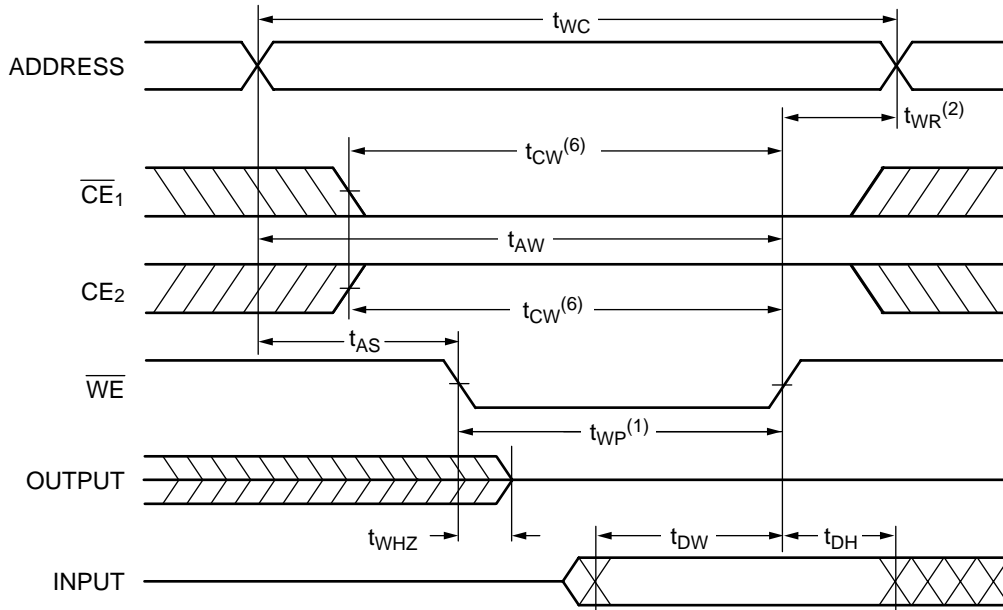 tWC
ADDRESS
tWR(2)
tCW(6)
CE1
tAW
CE2
tCW(6)
tAS
WE
tWP(1)
OUTPUT
tWHZ
tDW
tDH
INPUT